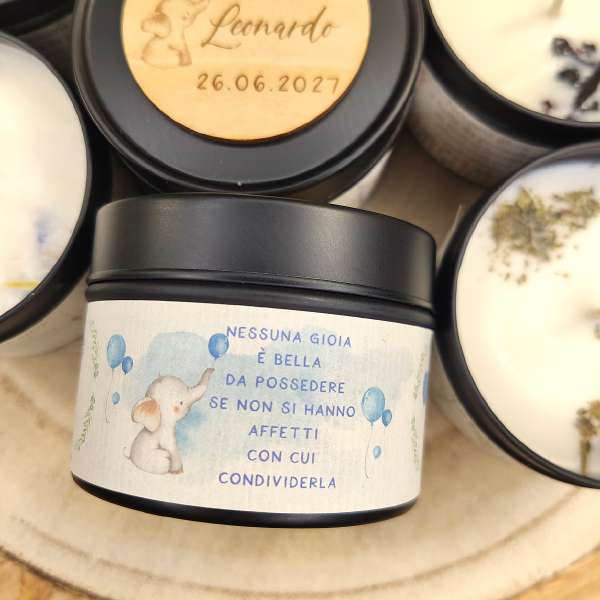 Leonardo
26.06.2027
NESSUNA GIOIA
È BELLA
DA POSSEDERE
SE NON SI HANNO
AFFETTI
CON CUI
CONDIVIDERLA